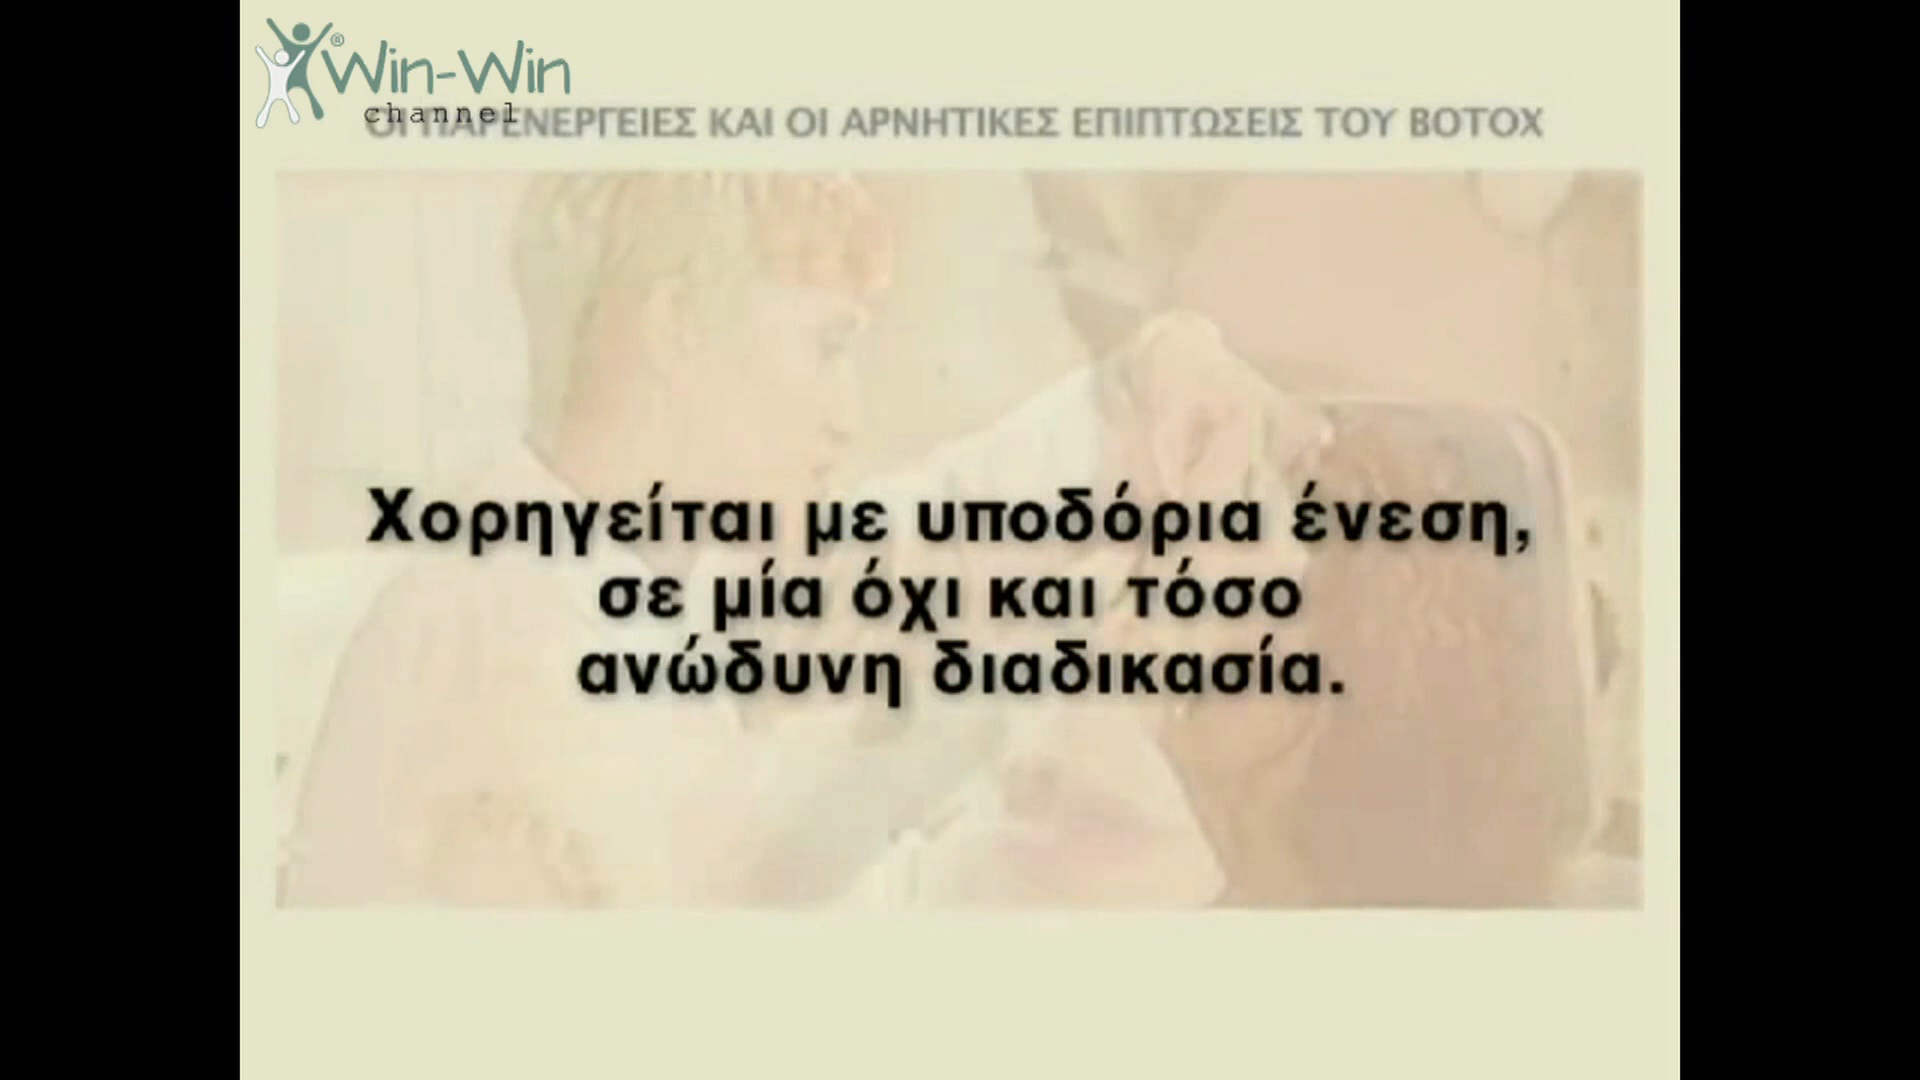 Win-Win
channel
ΟΙ ΠΑΡΕΝΕΡΓΕΙΕΣ ΚΑΙ ΟΙ ΑΡΝΗΤΙΚΕΣ ΕΠΙΠΤΩΣΕΙΣ ΤΟΥ BOTOX
Χορηγείται με υποδόρια ένεση,
σε μία όχι και τόσο
ανώδυνη διαδικασία.